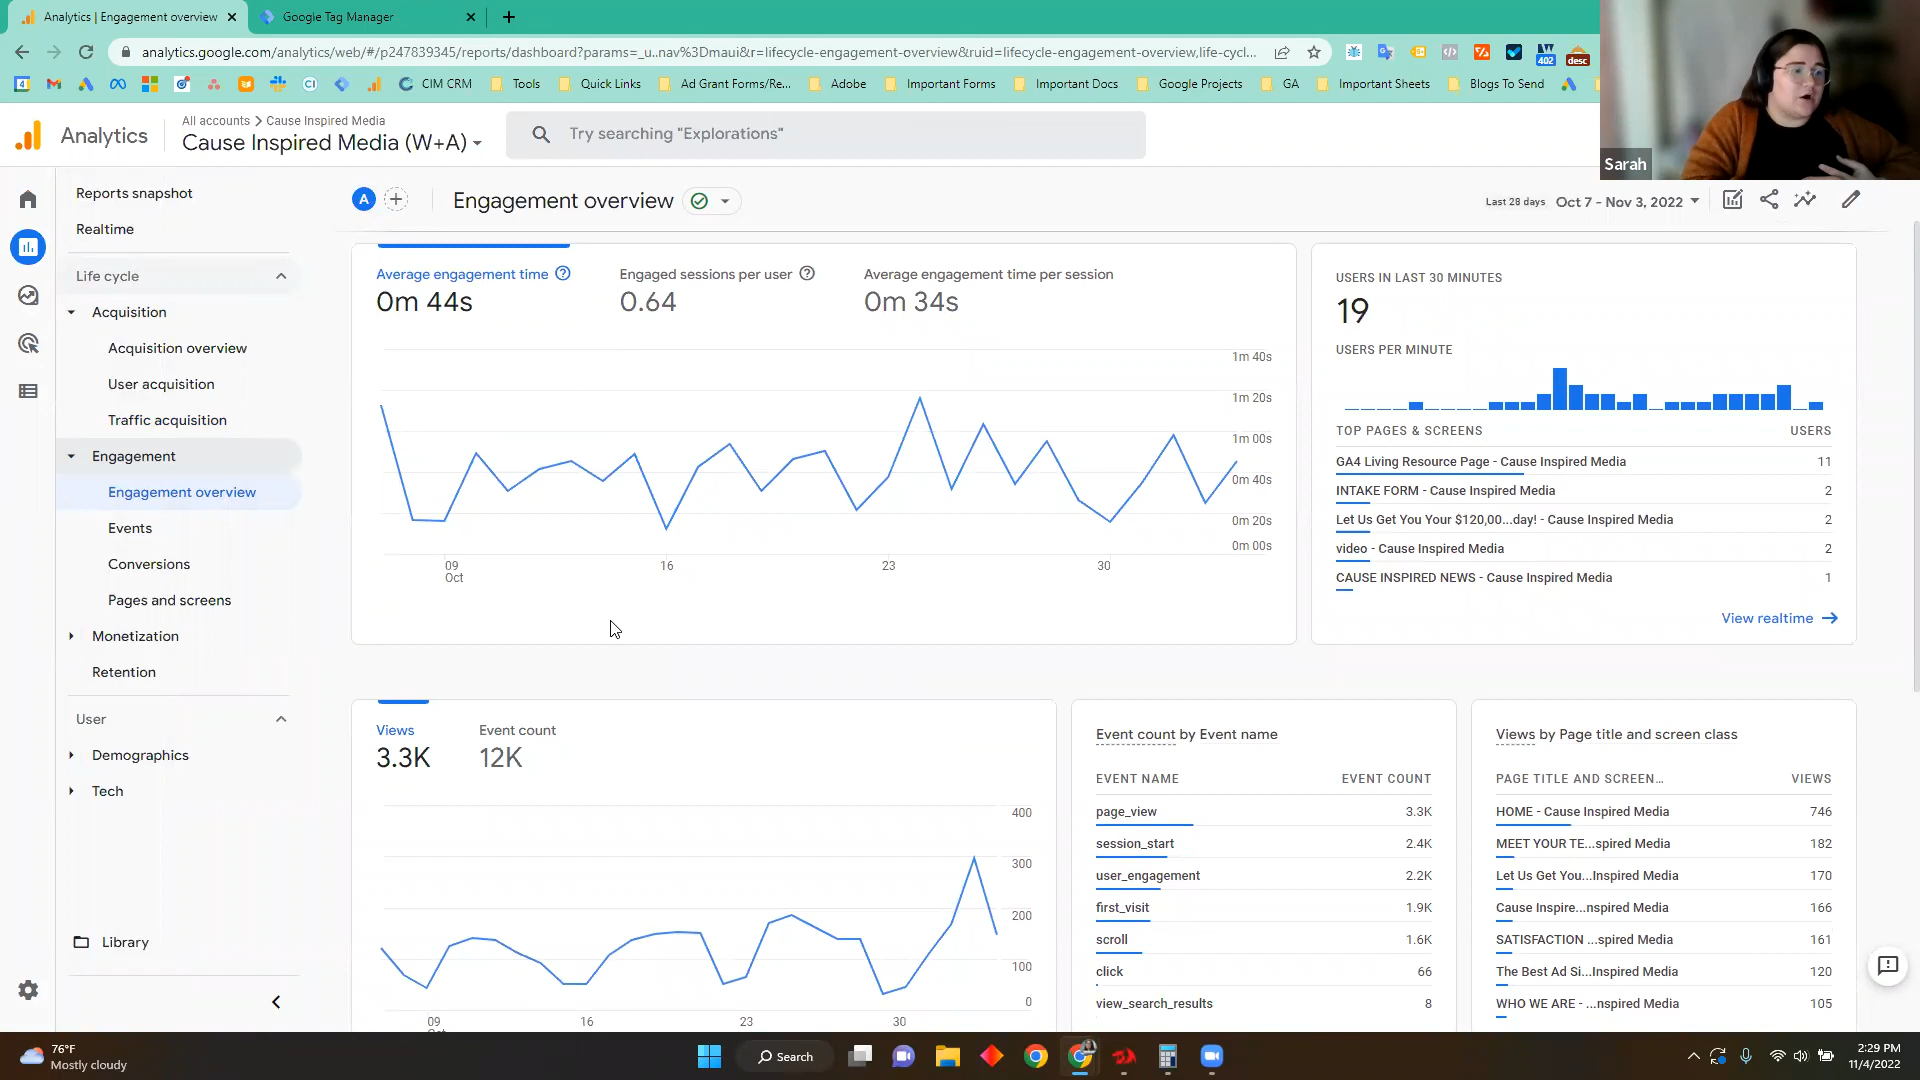 Analytics | Engagement overview
Google Tag Manager
analytics.google.com/analytics/web/#/p247839345/reports/dashboard?params=_u..nav%3Dmaui&r=lifecycle-engagement-overview&ruid=lifecycle-engagement-overview,life-cycl...
402
desc
CIM CRM
Tools
Quick Links
Ad Grant Forms/Re...
Adobe
Important Forms
Important Docs
Google Projects
GA
Important Sheets
Blogs To Send
Sarah
Analytics
All accounts > Cause Inspired Media
Cause Inspired Media (W+A)
Try searching "Explorations"
Reports snapshot
Realtime
Life cycle
Acquisition
Acquisition overview
User acquisition
Traffic acquisition
Engagement
Engagement overview
Events
Conversions
Pages and screens
Monetization
Retention
User
Demographics
Tech
Library
A
Engagement overview
Last 28 days Oct 7 - Nov 3, 2022
Average engagement time
0m 44s
Engaged sessions per user
0.64
Average engagement time per session
0m 34s
1m 40s
1m 20s
1m 00s
0m 40s
0m 20s
0m 00s
09
Oct
16
23
30
USERS IN LAST 30 MINUTES
19
USERS PER MINUTE
TOP PAGES & SCREENS USERS
GA4 Living Resource Page - Cause Inspired Media 11
INTAKE FORM - Cause Inspired Media 2
Let Us Get You Your $120,00...day! - Cause Inspired Media 2
video - Cause Inspired Media 2
CAUSE INSPIRED NEWS - Cause Inspired Media 1
View realtime
Views
3.3K
Event count
12K
400
300
200
100
0
09
16
23
30
Event count by Event name
EVENT NAME EVENT COUNT
page_view 3.3K
session_start 2.4K
user_engagement 2.2K
first_visit 1.9K
scroll 1.6K
click 66
view_search_results 8
Views by Page title and screen class
PAGE TITLE AND SCREEN... VIEWS
HOME - Cause Inspired Media 746
MEET YOUR TE...spired Media 182
Let Us Get You...Inspired Media 170
Cause Inspire...nspired Media 166
SATISFACTION ...spired Media 161
The Best Ad Si...Inspired Media 120
WHO WE ARE - ...nspired Media 105
76°F
Mostly cloudy
Search
2:29 PM
11/4/2022